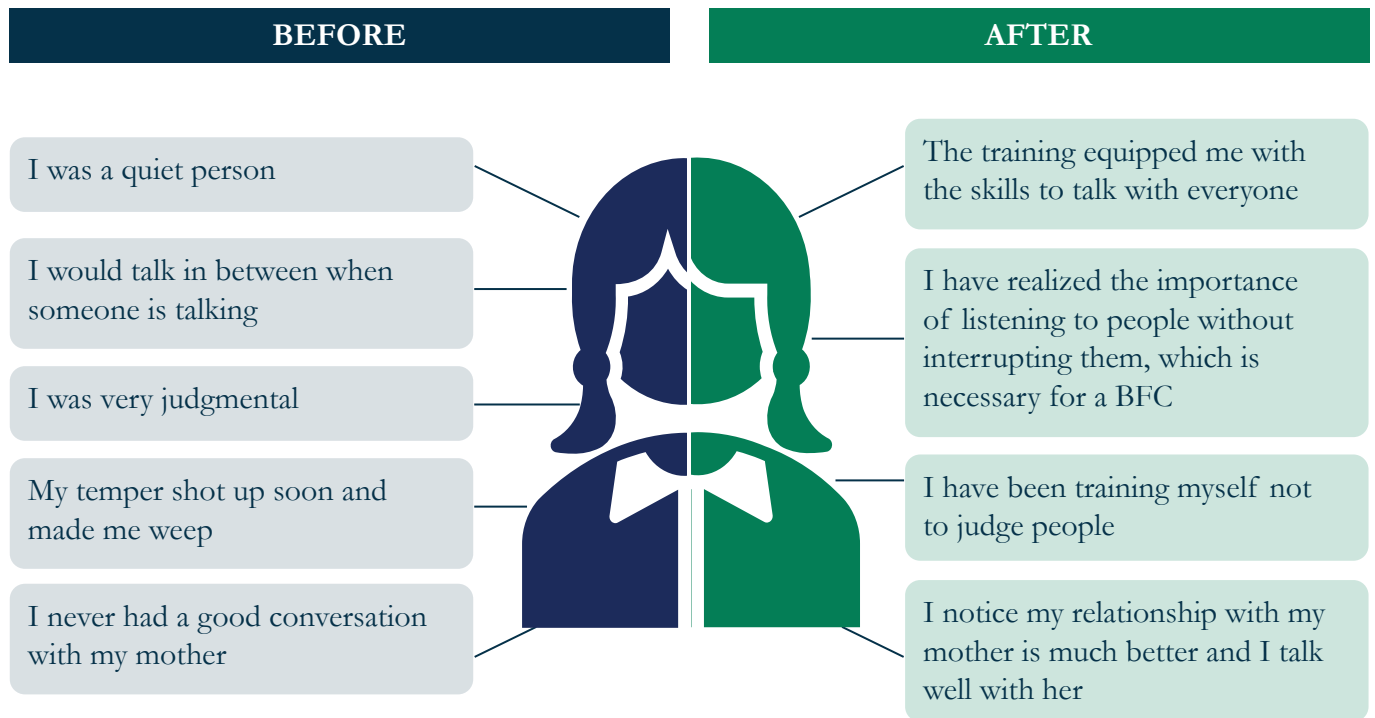 BEFORE
I was a quiet person
I would talk in between when
someone is talking
I was very judgmental
My temper shot up soon and
made me weep
I never had a good conversation
with my mother
AFTER
The training equipped me with
the skills to talk with everyone
I have realized the importance
of listening to people without
interrupting them, which is
necessary for a BFC
I have been training myself not
to judge people
I notice my relationship with my
mother is much better and I talk
well with her